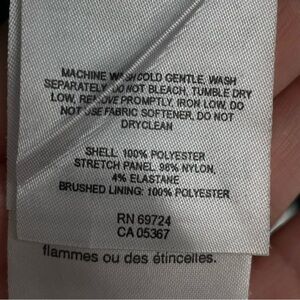 MACHINE WASH COLD GENTLE, WASH
SEPARATELY, DO NOT BLEACH, TUMBLE DRY
LOW, REMOVE PROMPTLY, IRON LOW, DO
NOT USE FABRIC SOFTENER, DO NOT
DRYCLEAN
SHELL: 100% POLYESTER
STRETCH PANEL: 96% NYLON,
4% ELASTANE
BRUSHED LINING: 100% POLYESTER
RN 69724
CA 05367
flammes ou des étincelles.